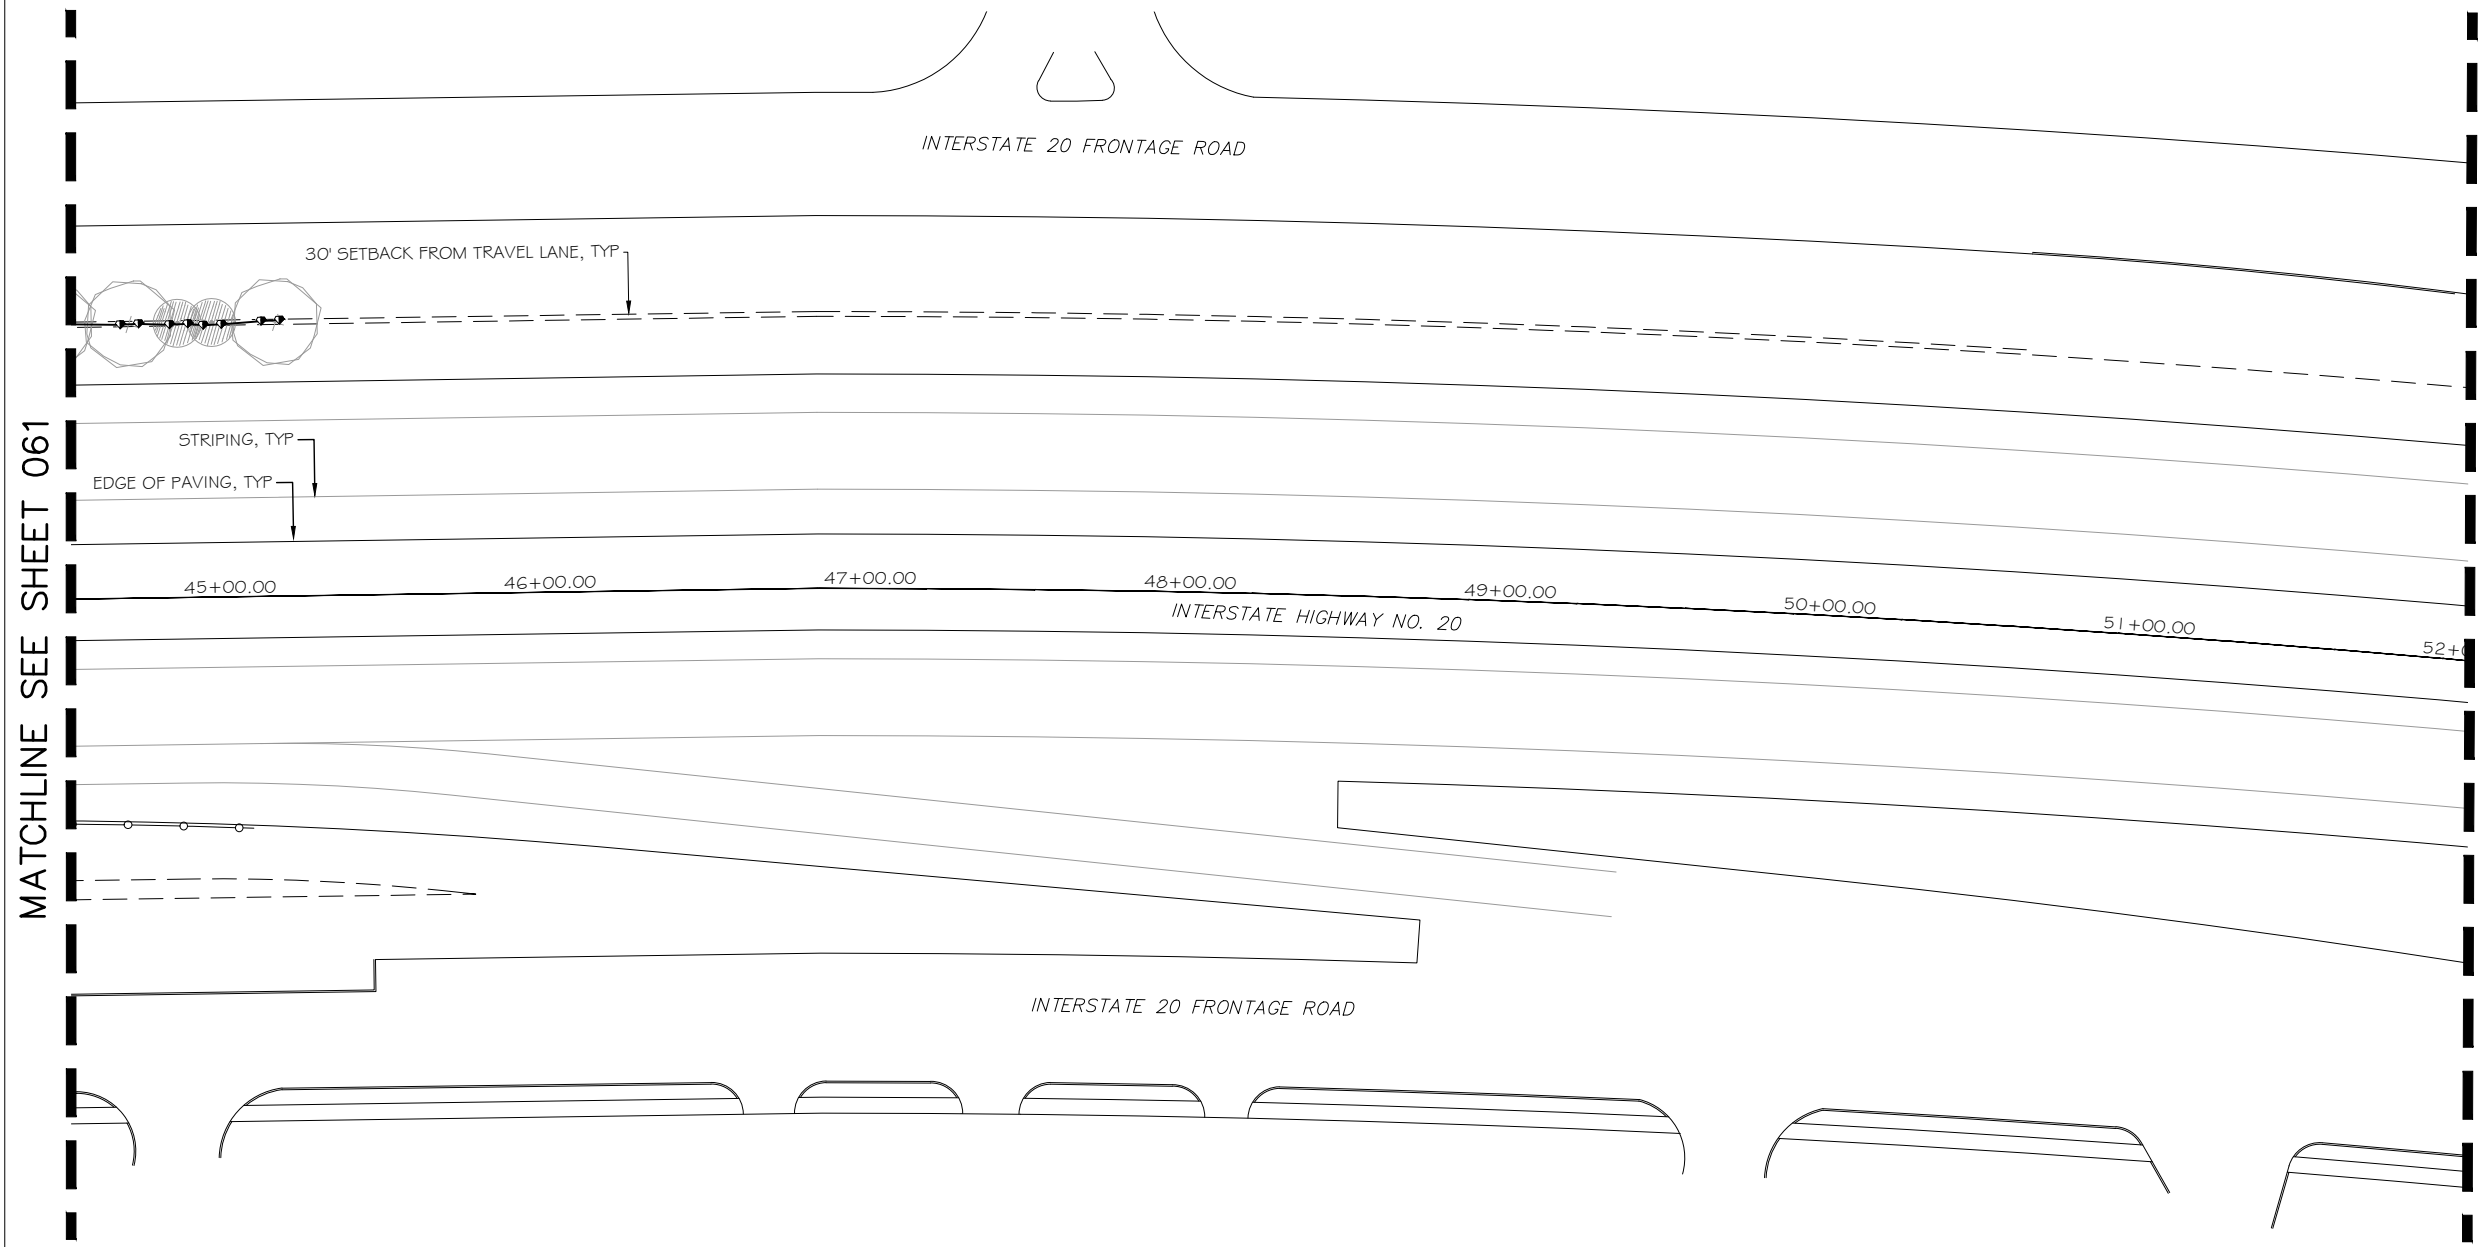 INTERSTATE 20 FRONTAGE ROAD
30' SETBACK FROM TRAVEL LANE, TYP
STRIPING, TYP
EDGE OF PAVING, TYP
45+00.00
46+00.00
47+00.00
48+00.00
49+00.00
50+00.00
51+00.00
52+0
INTERSTATE HIGHWAY NO. 20
INTERSTATE 20 FRONTAGE ROAD
MATCHLINE SEE SHEET 061